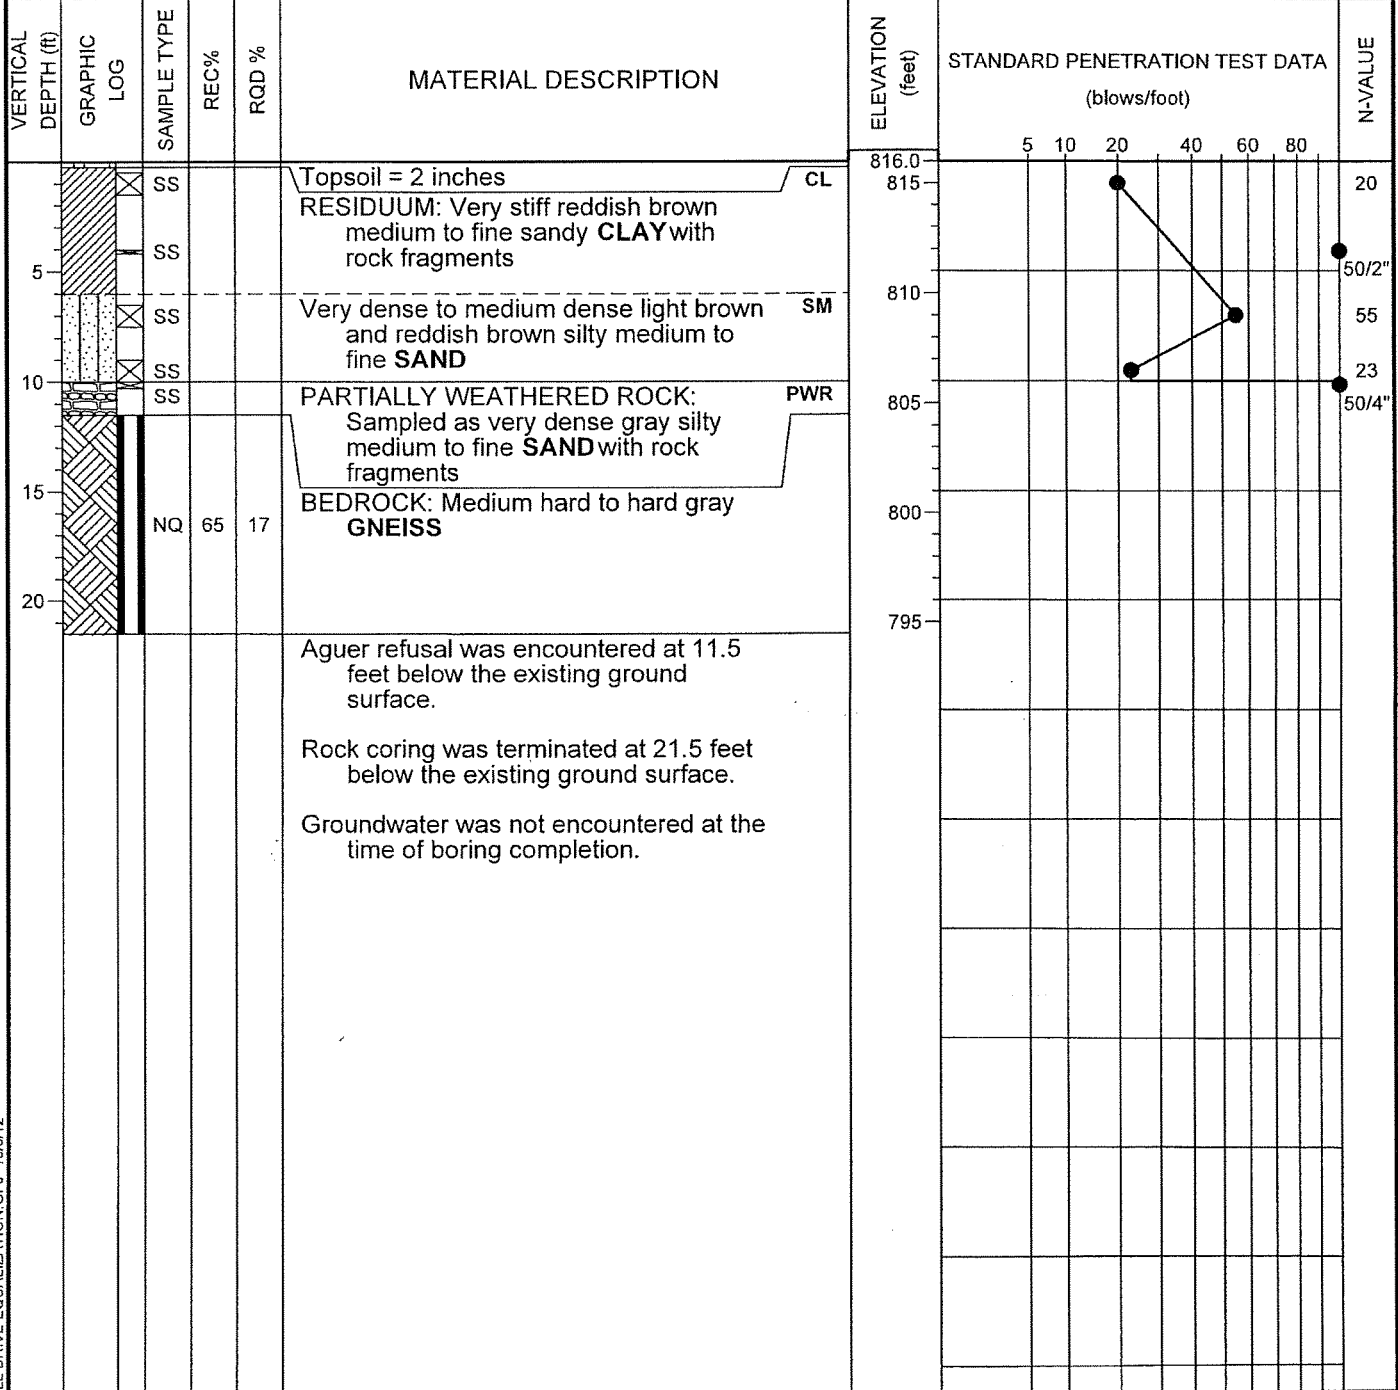 VERTICAL
DEPTH (ft)
GRAPHIC
LOG
SAMPLE TYPE
REC%
RQD %
MATERIAL DESCRIPTION
ELEVATION
(feet)
STANDARD PENETRATION TEST DATA
(blows/foot)
N-VALUE
5 10 20 40 60 80
816.0
SS
Topsoil = 2 inches
CL
815
20
RESIDUUM: Very stiff reddish brown
medium to fine sandy CLAY with
rock fragments
SS
5
50/2"
810
SS
Very dense to medium dense light brown
and reddish brown silty medium to
fine SAND
SM
55
SS
23
10
SS
PARTIALLY WEATHERED ROCK:
Sampled as very dense gray silty
medium to fine SAND with rock
fragments
PWR
805
50/4"
15
BEDROCK: Medium hard to hard gray
GNEISS
800
NQ 65 17
20
795
Aguer refusal was encountered at 11.5
feet below the existing ground
surface.
Rock coring was terminated at 21.5 feet
below the existing ground surface.
Groundwater was not encountered at the
time of boring completion.